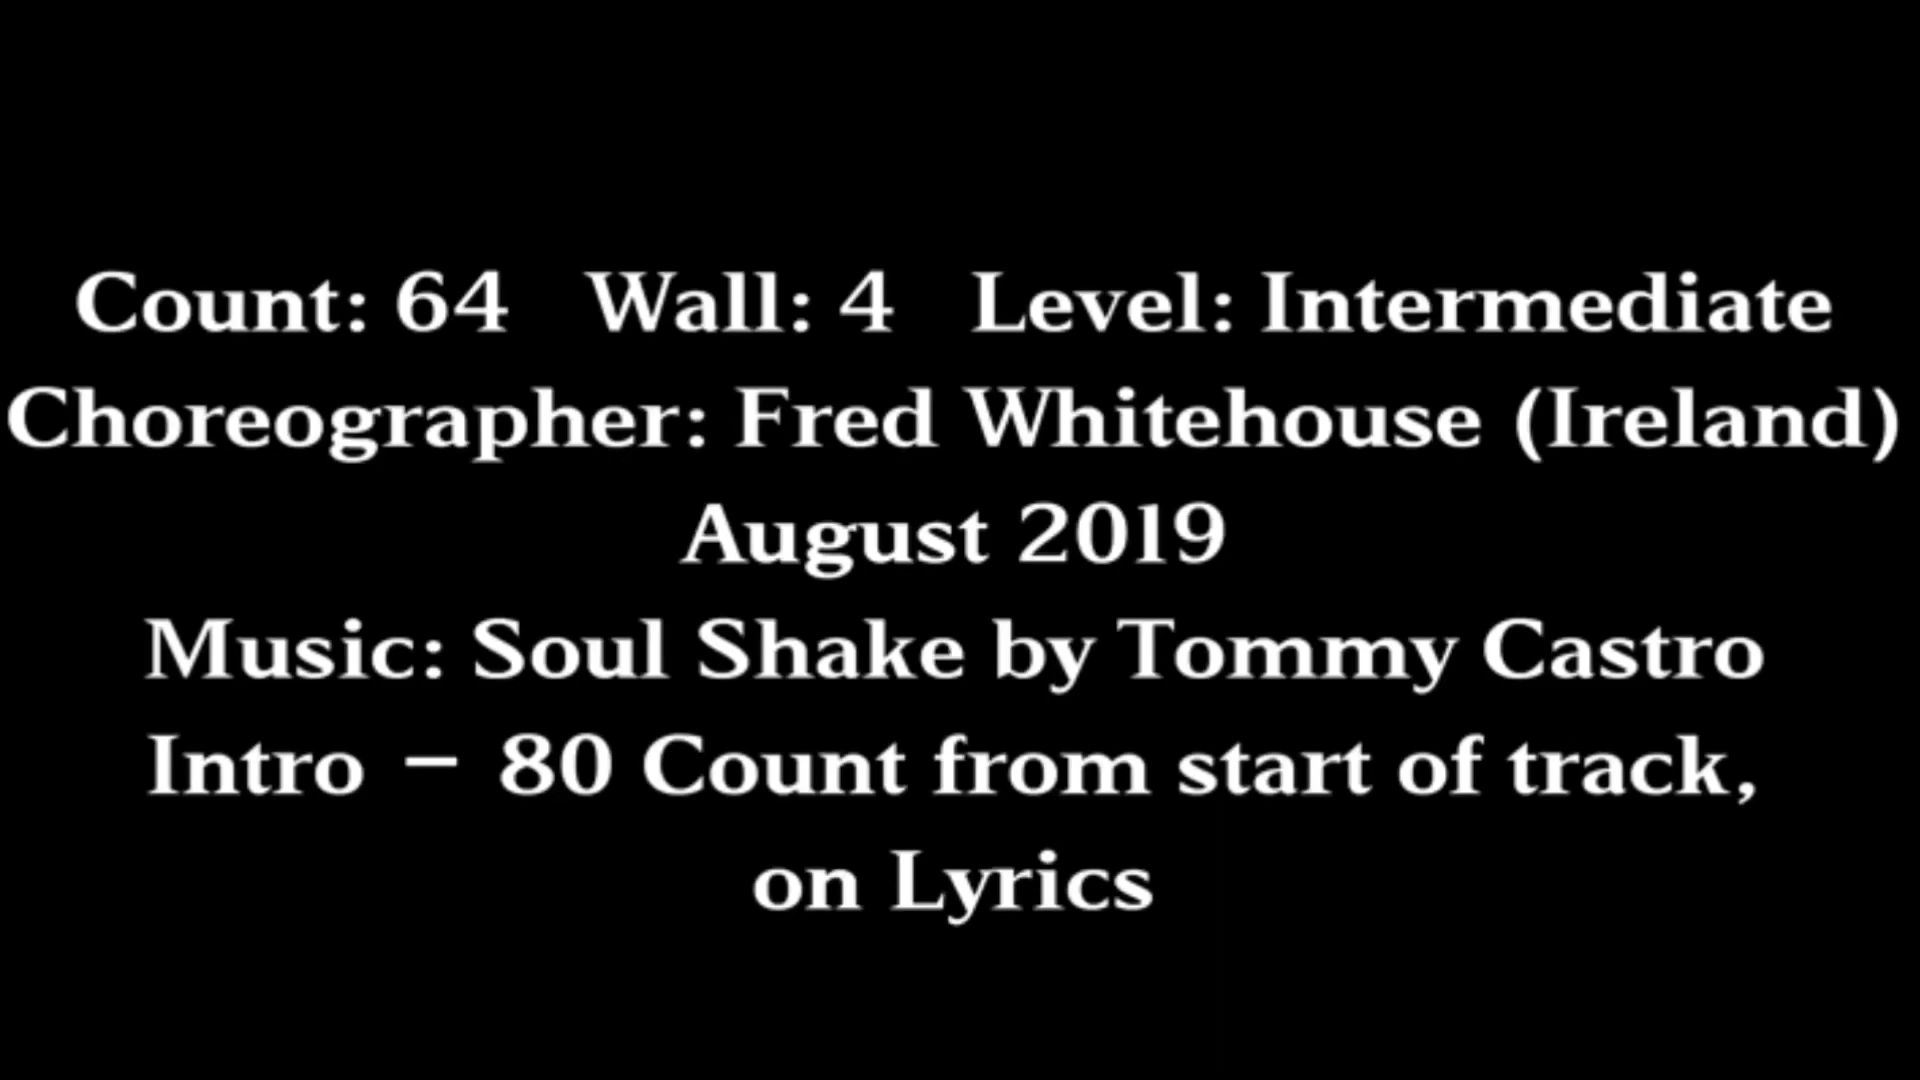 Count: 64   Wall: 4   Level: Intermediate
Choreographer: Fred Whitehouse (Ireland)
August 2019
Music: Soul Shake by Tommy Castro
Intro – 80 Count from start of track,
on Lyrics